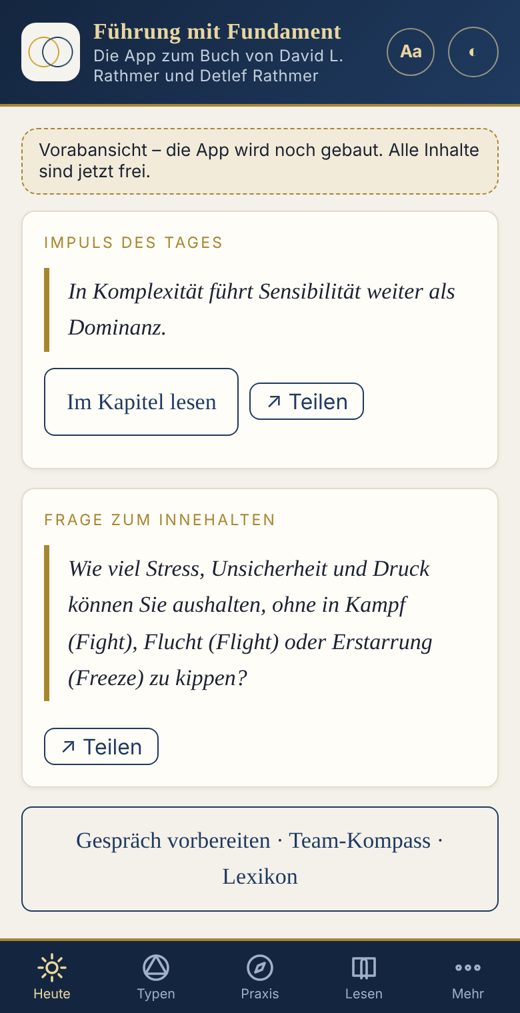 Führung mit Fundament
Die App zum Buch von David L.
Rathmer und Detlef Rathmer
Aa
Vorabansicht – die App wird noch gebaut. Alle Inhalte
sind jetzt frei.
IMPULS DES TAGES
In Komplexität führt Sensibilität weiter als
Dominanz.
Im Kapitel lesen
↗ Teilen
FRAGE ZUM INNEHALTEN
Wie viel Stress, Unsicherheit und Druck
können Sie aushalten, ohne in Kampf
(Fight), Flucht (Flight) oder Erstarrung
(Freeze) zu kippen?
↗ Teilen
Gespräch vorbereiten · Team-Kompass ·
Lexikon
Heute
Typen
Praxis
Lesen
Mehr